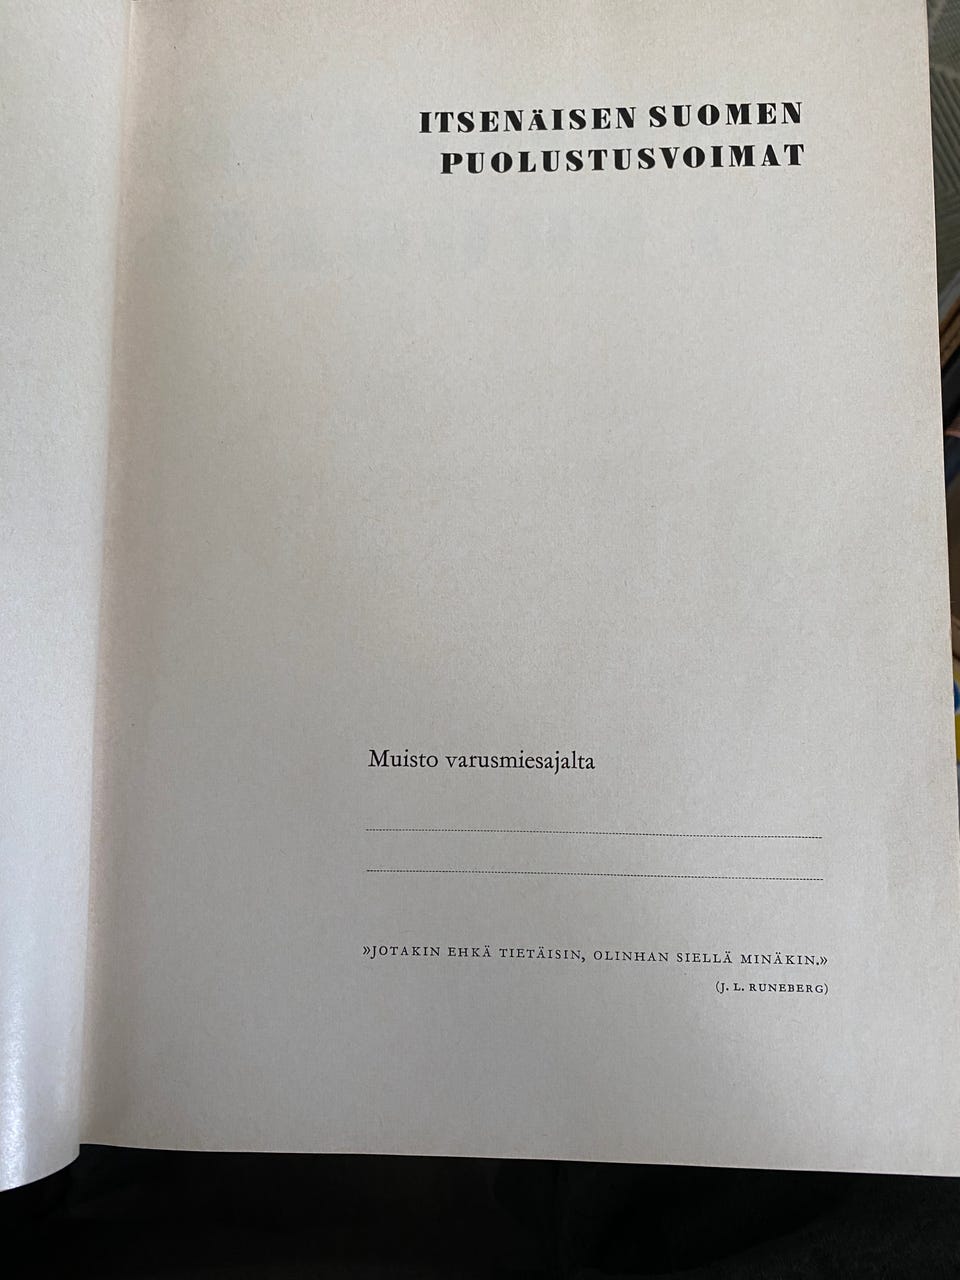 ITSENÄISEN SUOMEN
PUOLUSTUSVOIMAT
Muisto varusmiesajalta
»JOTAKIN EHKÄ TIETÄISIN, OLINHAN SIELLÄ MINÄKIN.»
(J. L. RUNEBERG)